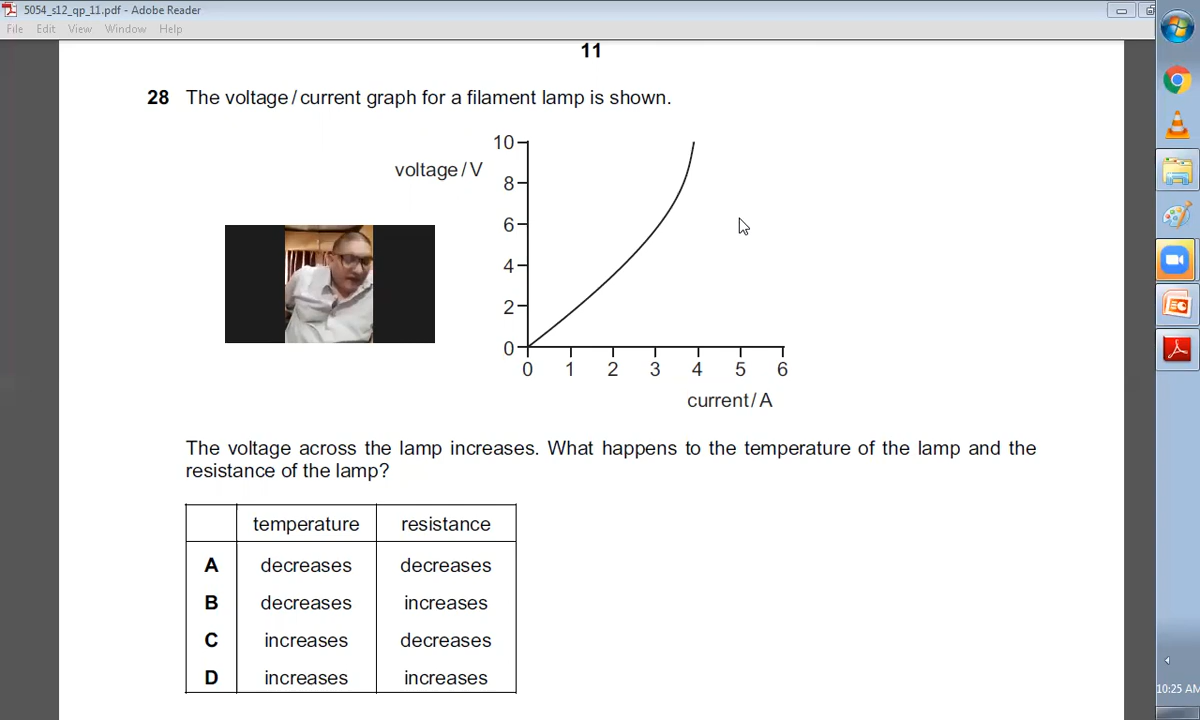 5054_s12_qp_11.pdf - Adobe Reader
File Edit View Window Help
11
28 The voltage / current graph for a filament lamp is shown.
voltage / V
10
8
6
4
2
0
0 1 2 3 4 5 6
current / A
The voltage across the lamp increases. What happens to the temperature of the lamp and the
resistance of the lamp?
temperature resistance
A decreases decreases
B decreases increases
C increases decreases
D increases increases
10:25 AM